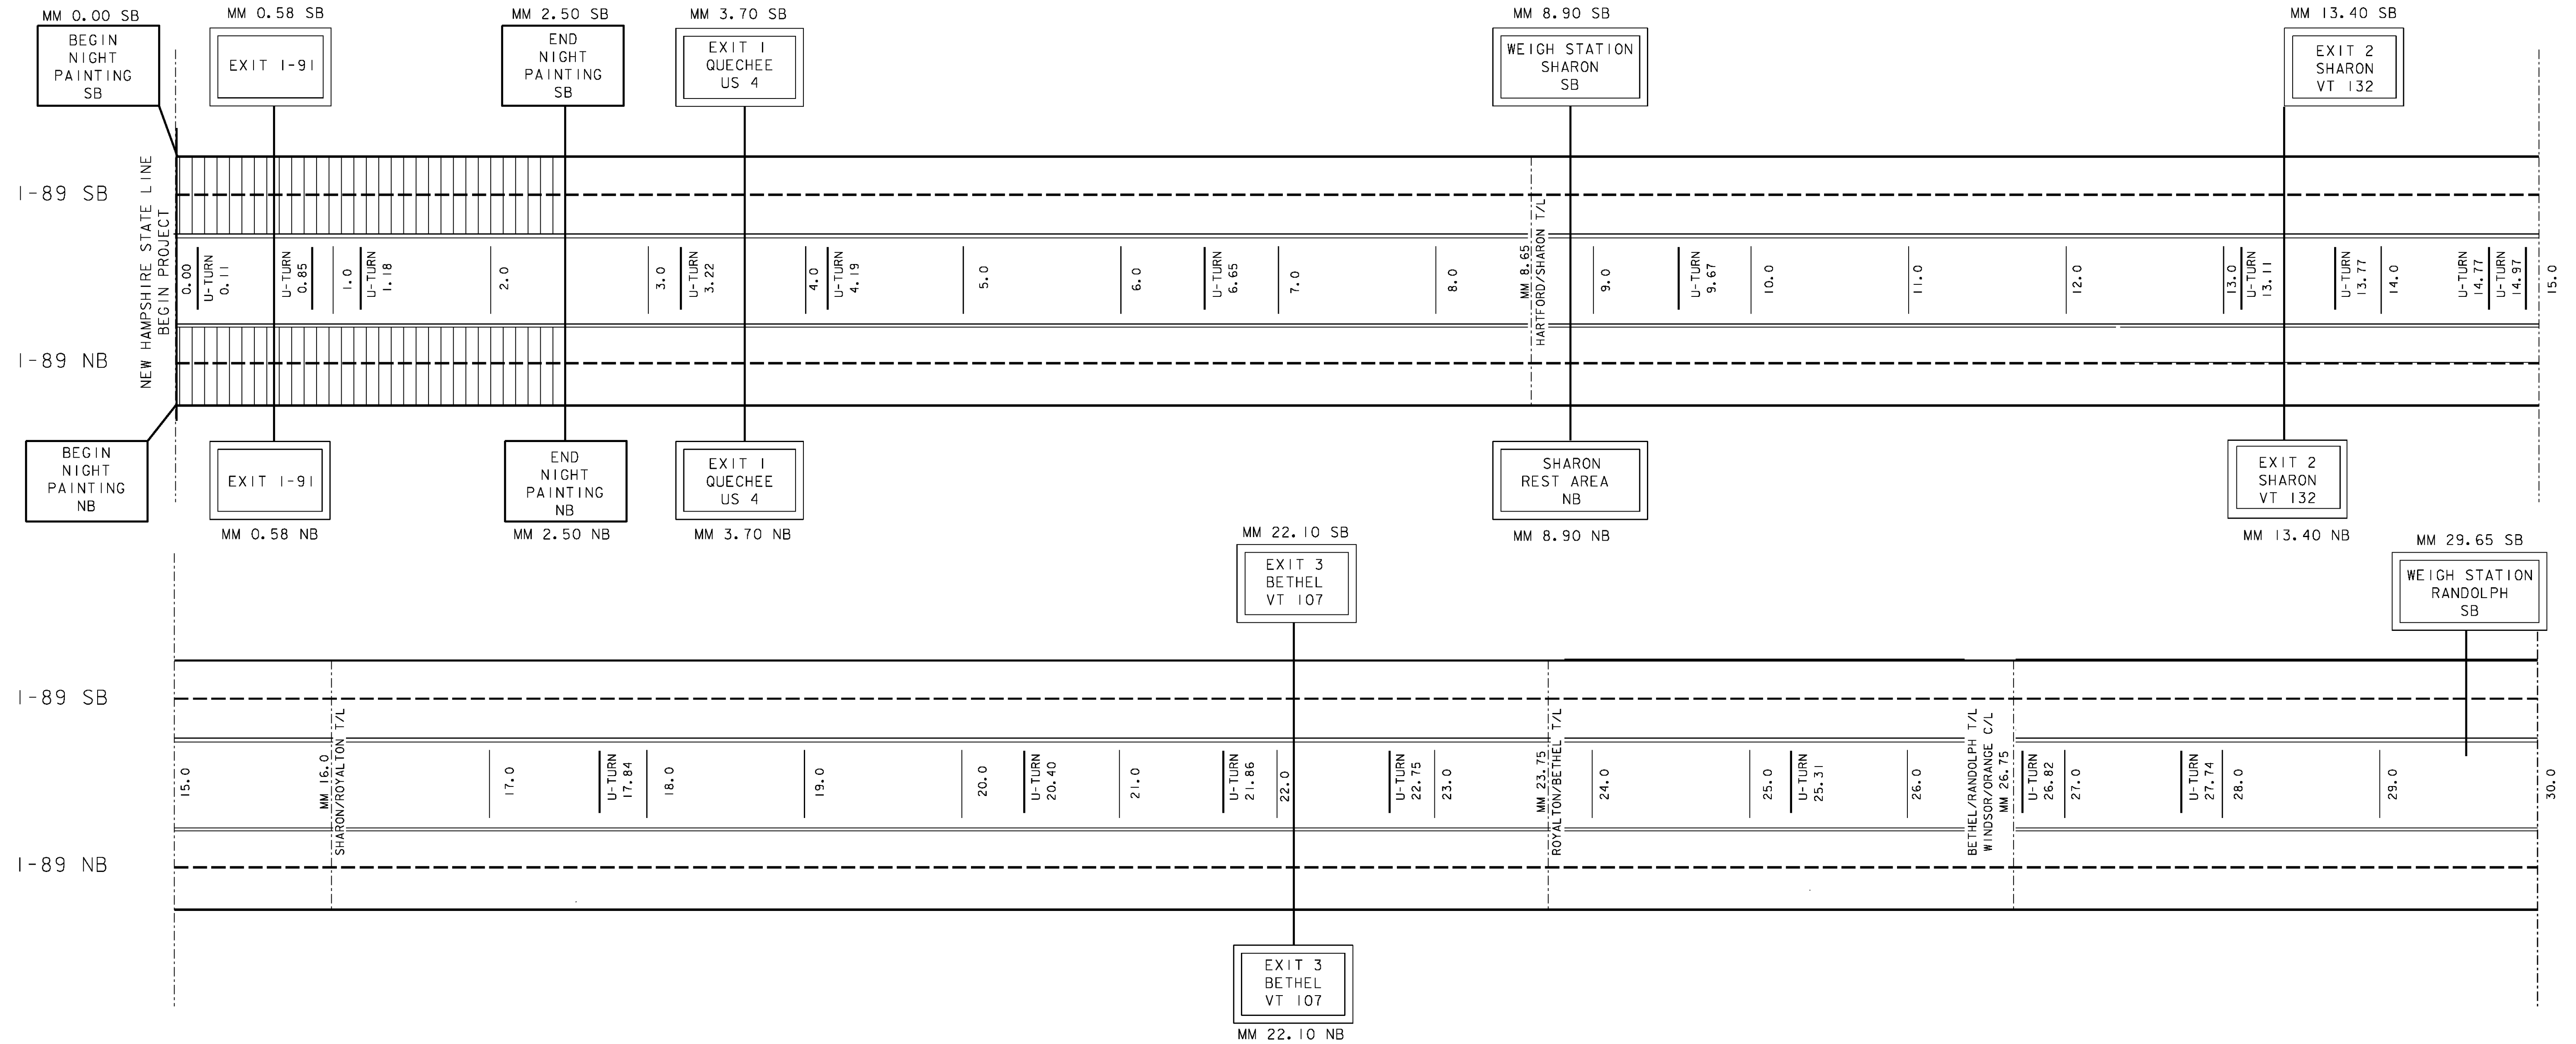 MM 0.00 SB
BEGIN
NIGHT
PAINTING
SB
MM 0.58 SB
EXIT I-91
MM 2.50 SB
END
NIGHT
PAINTING
SB
MM 3.70 SB
EXIT 1
QUECHEE
US 4
MM 8.90 SB
WEIGH STATION
SHARON
SB
MM 13.40 SB
EXIT 2
SHARON
VT 132
I-89 SB
NEW HAMPSHIRE STATE LINE
BEGIN PROJECT
0.00
U-TURN
0.11
U-TURN
0.85
1.0
U-TURN
1.18
2.0
3.0
U-TURN
3.22
4.0
U-TURN
4.19
5.0
6.0
U-TURN
6.65
7.0
8.0
MM 8.65
HARTFORD/SHARON T/L
9.0
U-TURN
9.67
10.0
11.0
12.0
13.0
U-TURN
13.11
U-TURN
13.77
14.0
U-TURN
14.77
U-TURN
14.97
15.0
I-89 NB
BEGIN
NIGHT
PAINTING
NB
EXIT I-91
MM 0.58 NB
END
NIGHT
PAINTING
NB
MM 2.50 NB
EXIT 1
QUECHEE
US 4
MM 3.70 NB
SHARON
REST AREA
NB
MM 8.90 NB
EXIT 2
SHARON
VT 132
MM 13.40 NB
MM 22.10 SB
EXIT 3
BETHEL
VT 107
MM 29.65 SB
WEIGH STATION
RANDOLPH
SB
I-89 SB
15.0
MM 16.0
SHARON/ROYALTON T/L
17.0
U-TURN
17.84
18.0
19.0
20.0
U-TURN
20.40
21.0
U-TURN
21.86
22.0
U-TURN
22.75
23.0
MM 23.75
ROYALTON/BETHEL T/L
24.0
25.0
U-TURN
25.31
26.0
BETHEL/RANDOLPH T/L
WINDSOR/ORANGE C/L
MM 26.75
U-TURN
26.82
27.0
U-TURN
27.74
28.0
29.0
30.0
I-89 NB
EXIT 3
BETHEL
VT 107
MM 22.10 NB